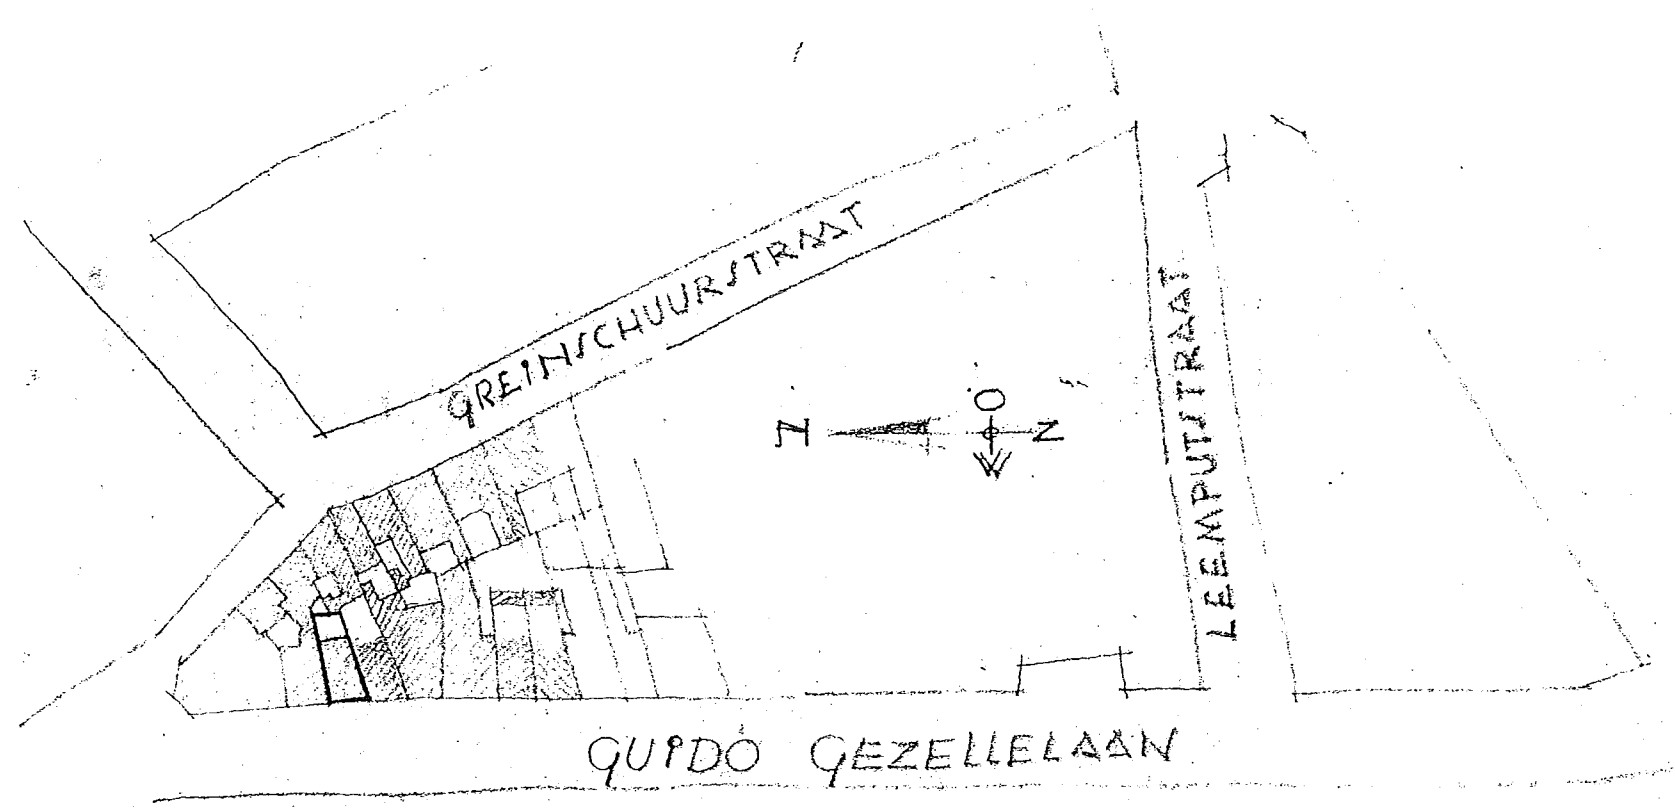 GREINSCHUURSTRAAT
LEEMPUTSTRAAT
O
Z
N
GUIDO GEZELLELAAN